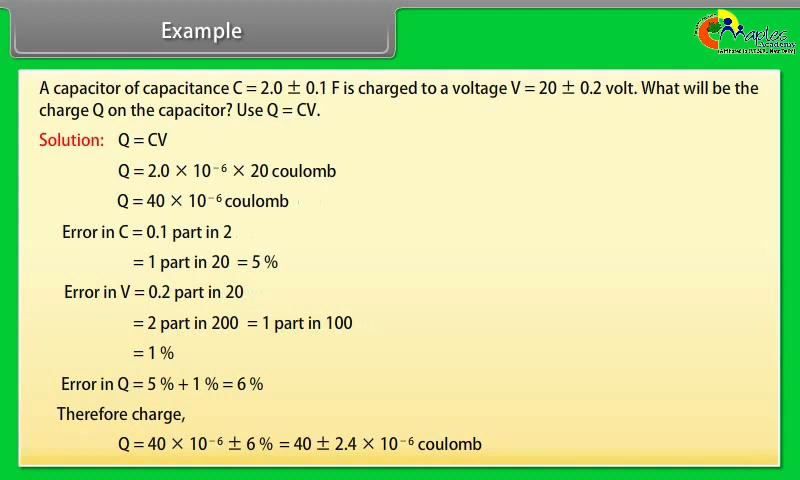 Example
Maples
Academy
A capacitor of capacitance C = 2.0 ± 0.1 F is charged to a voltage V = 20 ± 0.2 volt. What will be the
charge Q on the capacitor? Use Q = CV.
Solution: Q = CV
Q = 2.0 × 10⁻⁶ × 20 coulomb
Q = 40 × 10⁻⁶ coulomb
Error in C = 0.1 part in 2
= 1 part in 20 = 5 %
Error in V = 0.2 part in 20
= 2 part in 200 = 1 part in 100
= 1 %
Error in Q = 5 % + 1 % = 6 %
Therefore charge,
Q = 40 × 10⁻⁶ ± 6 % = 40 ± 2.4 × 10⁻⁶ coulomb